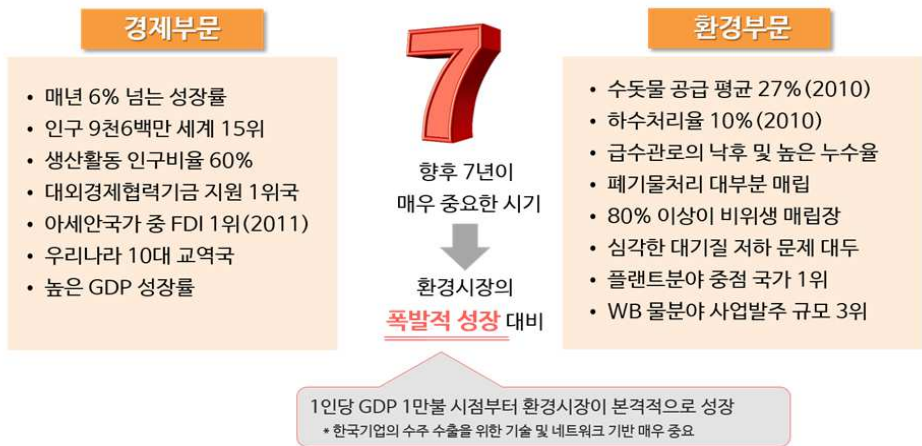 경제부문
• 매년 6% 넘는 성장률
• 인구 9천6백만 세계 15위
• 생산활동 인구비율 60%
• 대외경제협력기금 지원 1위국
• 아세안국가 중 FDI 1위(2011)
• 우리나라 10대 교역국
• 높은 GDP 성장률
7
향후 7년이
매우 중요한 시기
환경시장의
폭발적 성장 대비
환경부문
• 수돗물 공급 평균 27%(2010)
• 하수처리율 10%(2010)
• 급수관로의 낙후 및 높은 누수율
• 폐기물처리 대부분 매립
• 80% 이상이 비위생 매립장
• 심각한 대기질 저하 문제 대두
• 플랜트분야 중점 국가 1위
• WB 물분야 사업발주 규모 3위
1인당 GDP 1만불 시점부터 환경시장이 본격적으로 성장
* 한국기업의 수주 수출을 위한 기술 및 네트워크 기반 매우 중요